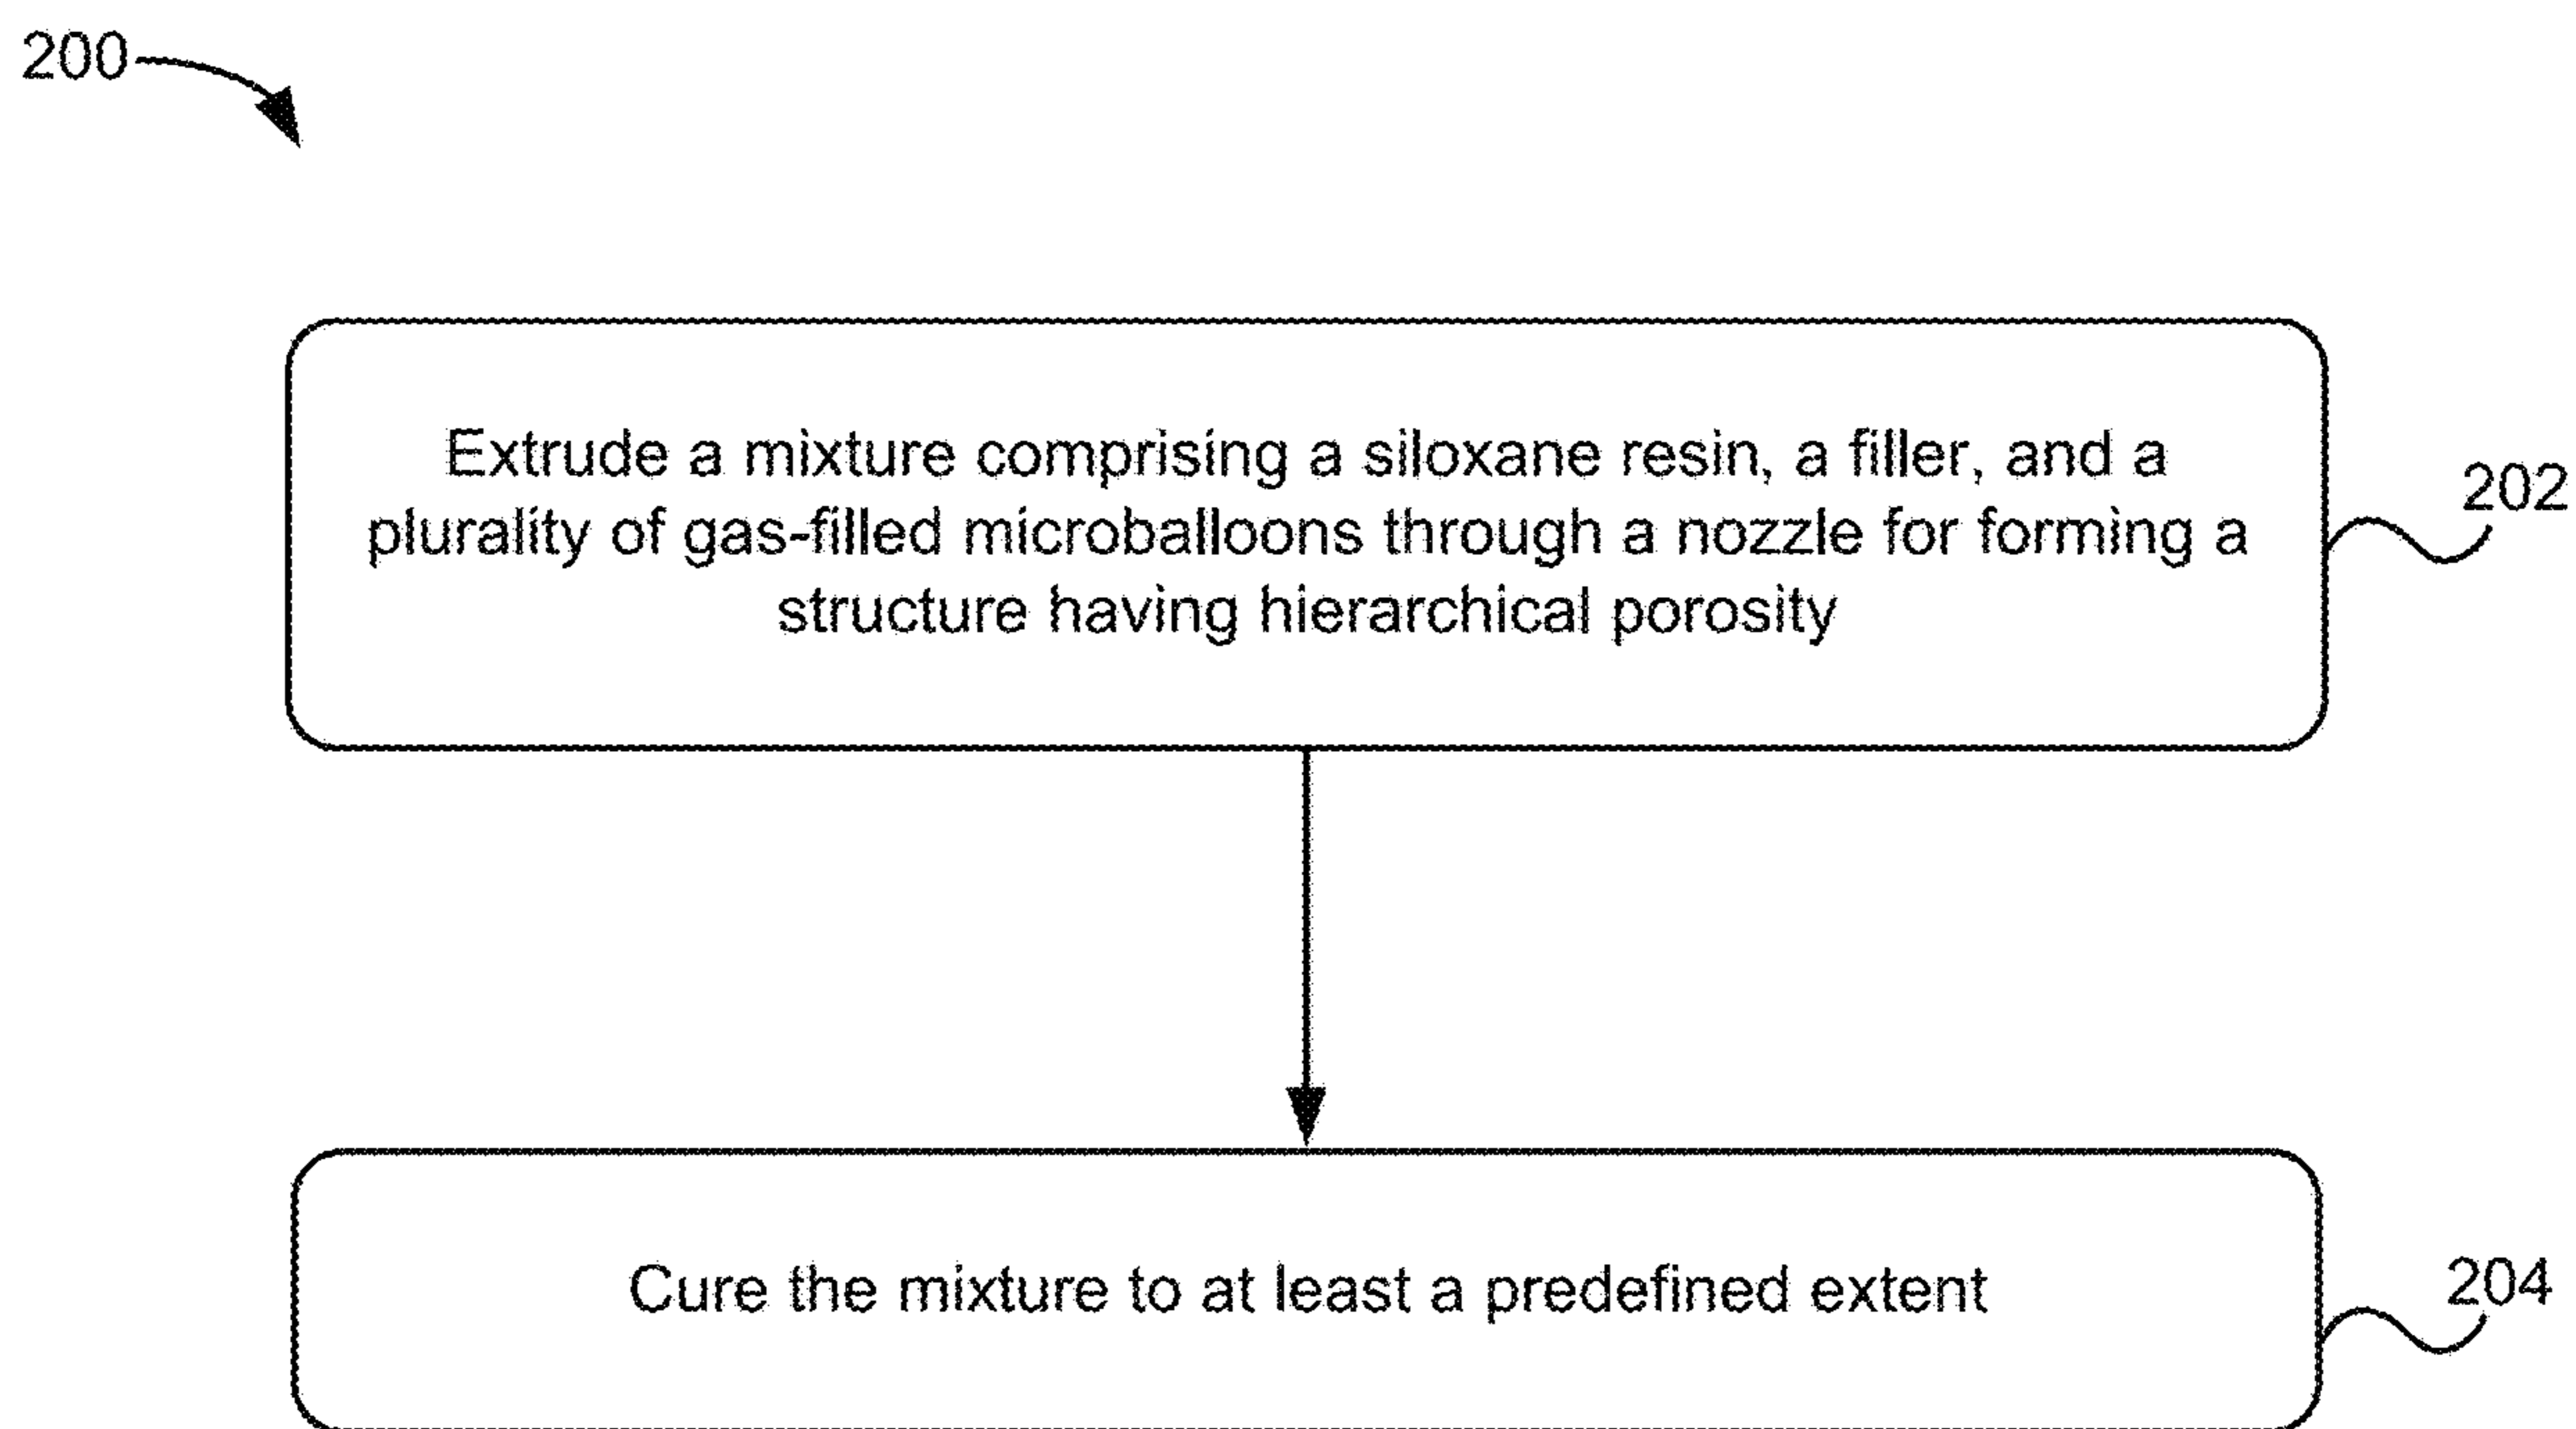 200
Extrude a mixture comprising a siloxane resin, a filler, and a
plurality of gas-filled microballoons through a nozzle for forming a
structure having hierarchical porosity
202
Cure the mixture to at least a predefined extent
204